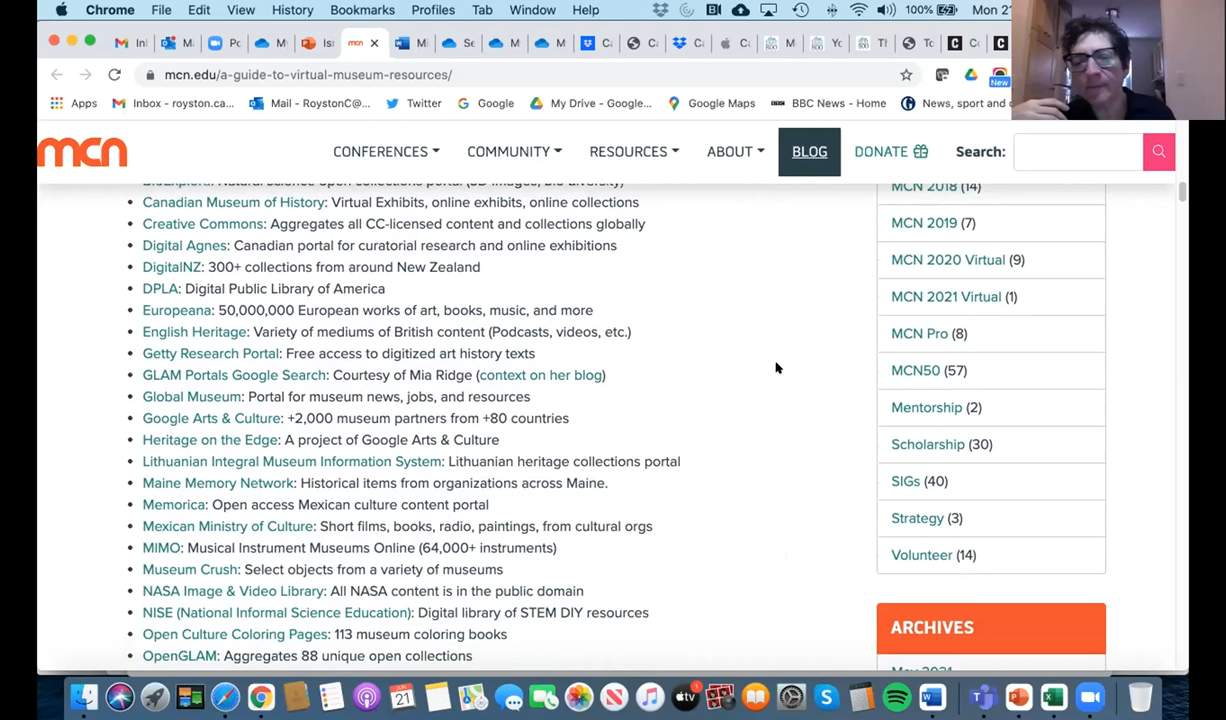 Chrome File Edit View History Bookmarks Profiles Tab Window Help 100% Mon 21
mcn.edu/a-guide-to-virtual-museum-resources/
New
Apps Inbox - royston.ca... Mail - RoystonC@... Twitter Google My Drive - Google... Google Maps BBC News - Home News, sport and
mcn CONFERENCES COMMUNITY RESOURCES ABOUT BLOG DONATE Search:
Canadian Museum of History: Virtual Exhibits, online exhibits, online collections
Creative Commons: Aggregates all CC-licensed content and collections globally
Digital Agnes: Canadian portal for curatorial research and online exhibitions
DigitalNZ: 300+ collections from around New Zealand
DPLA: Digital Public Library of America
Europeana: 50,000,000 European works of art, books, music, and more
English Heritage: Variety of mediums of British content (Podcasts, videos, etc.)
Getty Research Portal: Free access to digitized art history texts
GLAM Portals Google Search: Courtesy of Mia Ridge (context on her blog)
Global Museum: Portal for museum news, jobs, and resources
Google Arts & Culture: +2,000 museum partners from +80 countries
Heritage on the Edge: A project of Google Arts & Culture
Lithuanian Integral Museum Information System: Lithuanian heritage collections portal
Maine Memory Network: Historical items from organizations across Maine.
Memorica: Open access Mexican culture content portal
Mexican Ministry of Culture: Short films, books, radio, paintings, from cultural orgs
MIMO: Musical Instrument Museums Online (64,000+ instruments)
Museum Crush: Select objects from a variety of museums
NASA Image & Video Library: All NASA content is in the public domain
NISE (National Informal Science Education): Digital library of STEM DIY resources
Open Culture Coloring Pages: 113 museum coloring books
OpenGLAM: Aggregates 88 unique open collections
MCN 2018 (14)
MCN 2019 (7)
MCN 2020 Virtual (9)
MCN 2021 Virtual (1)
MCN Pro (8)
MCN50 (57)
Mentorship (2)
Scholarship (30)
SIGs (40)
Strategy (3)
Volunteer (14)
ARCHIVES
JUN
21